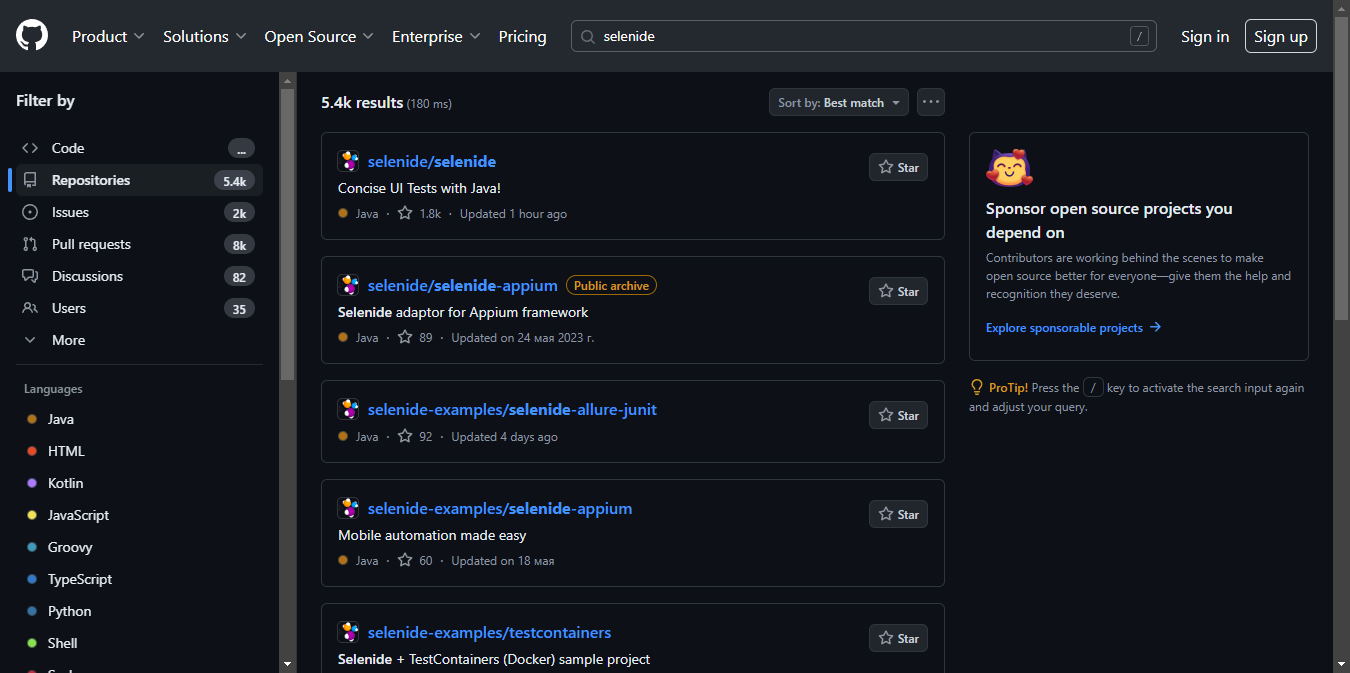 Product Solutions Open Source Enterprise Pricing selenide / Sign in Sign up
Filter by
Code ...
Repositories 5.4k
Issues 2k
Pull requests 8k
Discussions 82
Users 35
More
Languages
Java
HTML
Kotlin
JavaScript
Groovy
TypeScript
Python
Shell
5.4k results (180 ms)
Sort by: Best match
selenide/selenide
Star
Concise UI Tests with Java!
Java · 1.8k · Updated 1 hour ago
selenide/selenide-appium Public archive
Star
Selenide adaptor for Appium framework
Java · 89 · Updated on 24 мая 2023 г.
selenide-examples/selenide-allure-junit
Star
Java · 92 · Updated 4 days ago
selenide-examples/selenide-appium
Star
Mobile automation made easy
Java · 60 · Updated on 18 мая
selenide-examples/testcontainers
Star
Selenide + TestContainers (Docker) sample project
Sponsor open source projects you
depend on
Contributors are working behind the scenes to make
open source better for everyone—give them the help and
recognition they deserve.
Explore sponsorable projects →
ProTip! Press the / key to activate the search input again
and adjust your query.